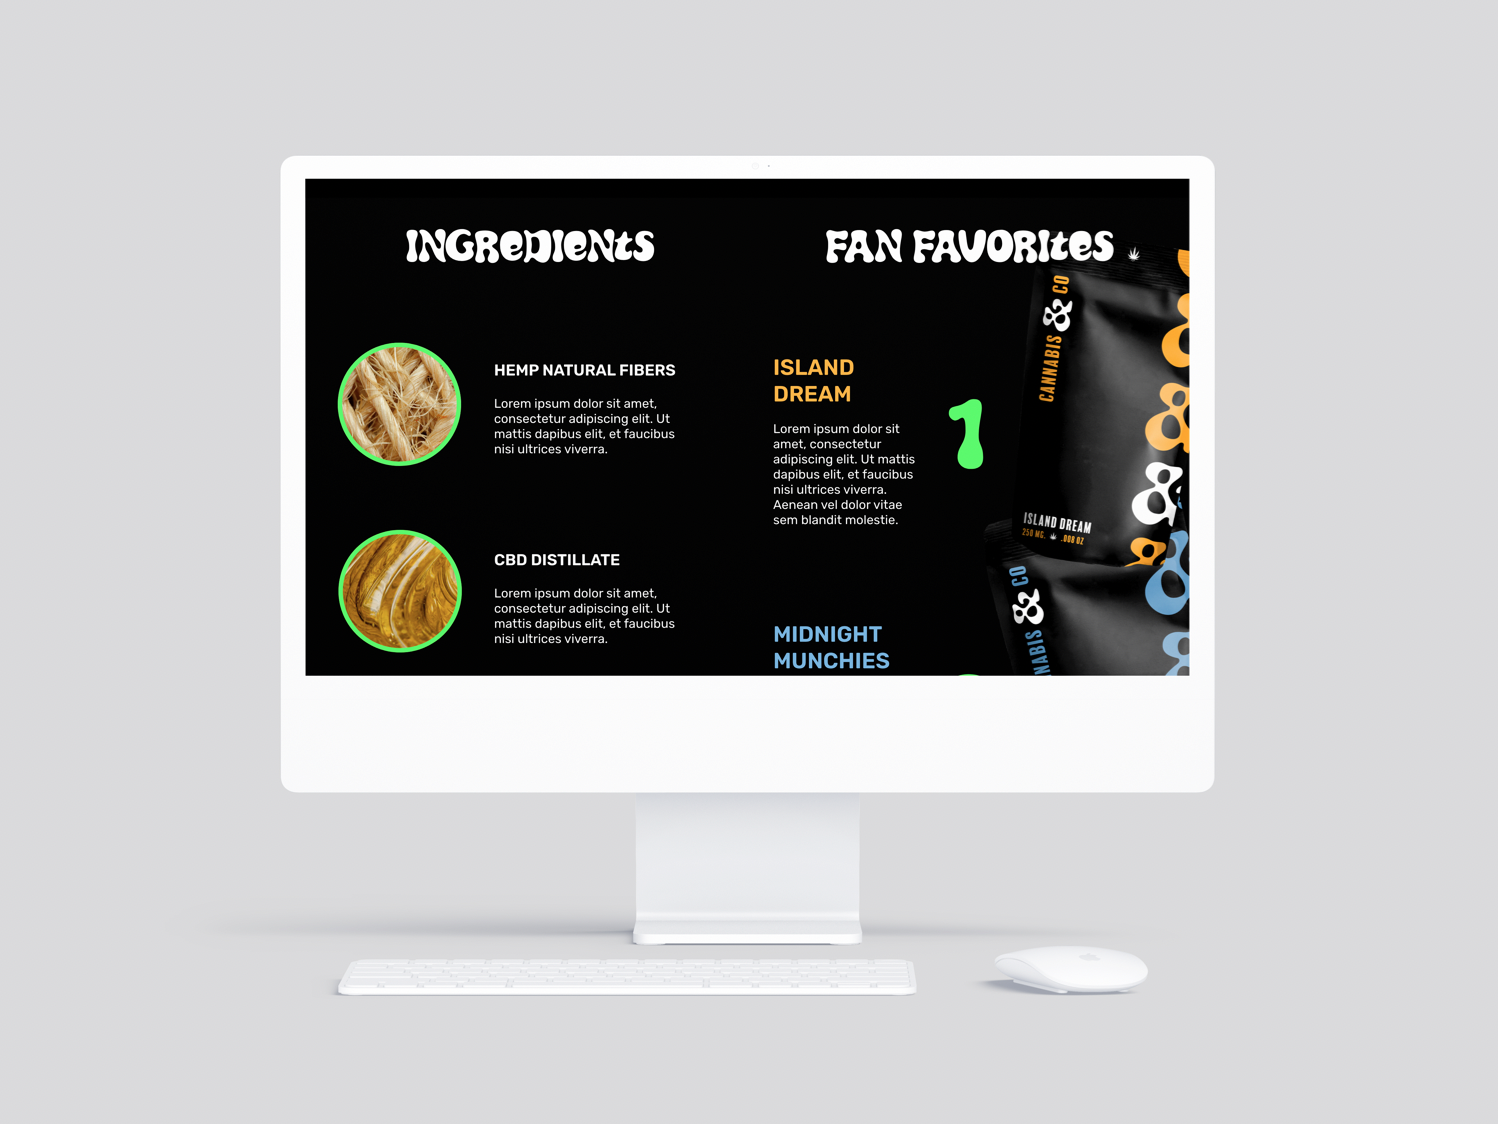 INGREDIENTS
HEMP NATURAL FIBERS
Lorem ipsum dolor sit amet,
consectetur adipiscing elit. Ut
mattis dapibus elit, et faucibus
nisi ultrices viverra.
CBD DISTILLATE
Lorem ipsum dolor sit amet,
consectetur adipiscing elit. Ut
mattis dapibus elit, et faucibus
nisi ultrices viverra.
FAN FAVORITES
ISLAND
DREAM
Lorem ipsum dolor sit
amet, consectetur
adipiscing elit. Ut mattis
dapibus elit, et faucibus
nisi ultrices viverra.
Aenean vel dolor vitae
sem blandit molestie.
1
MIDNIGHT
MUNCHIES
CANNABIS & CO
&
ISLAND DREAM
250 MG. .008 OZ
NABIS & CO